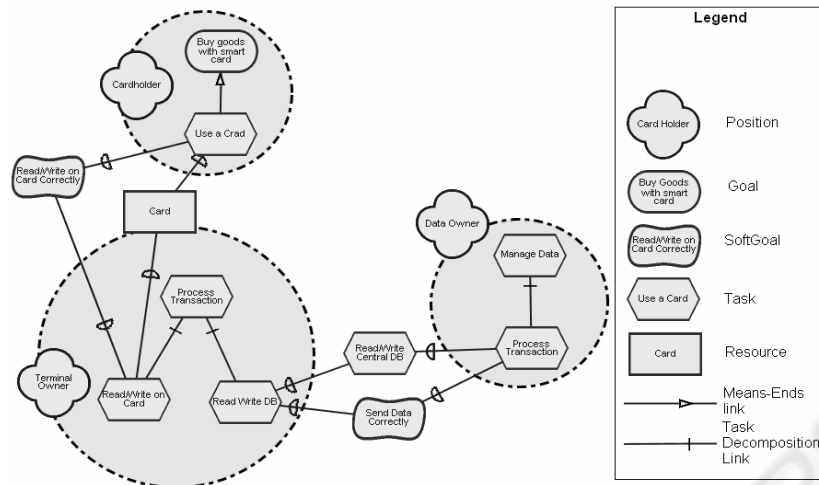 Buy goods
with smart
card
Cardholder
Use a Crad
Read/Write on
Card Correctly
Card
Process
Transaction
Terminal
Owner
Read/Write on
Card
Read Write DB
Data Owner
Manage Data
Read/Write
Central DB
Process
Transaction
Send Data
Correctly
Legend
Card Holder
Position
Buy Goods
with smart
card
Goal
Read/Write on
Card Correctly
SoftGoal
Use a Card
Task
Card
Resource
Means-Ends
link
Task
Decomposition
Link